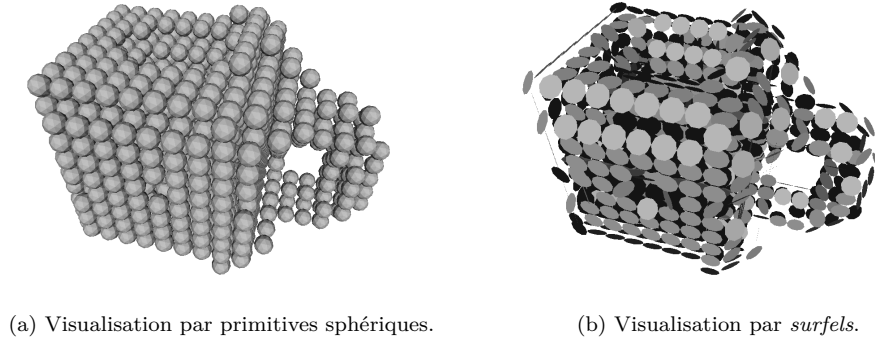 (a) Visualisation par primitives sphériques.
(b) Visualisation par surfels.